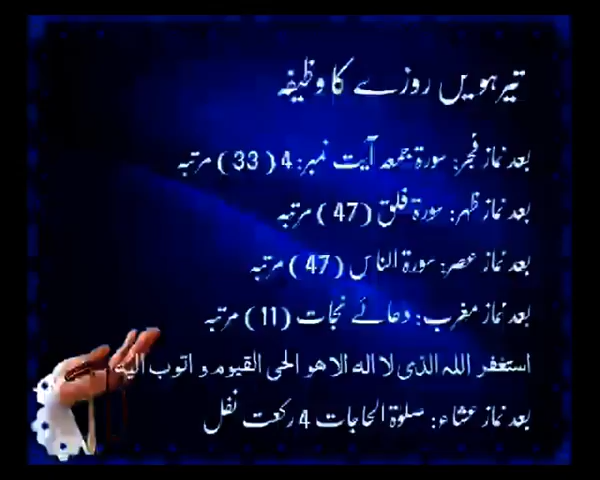 تیرہویں روزے کا وظیفہ
بعد نماز فجر: سورۃ جمعہ آیت نمبر: 4 ( 33 ) مرتبہ
بعد نماز ظہر: سورۃ فلق ( 47 ) مرتبہ
بعد نماز عصر: سورۃ الناس ( 47 ) مرتبہ
بعد نماز مغرب: دعائے نجات ( 11 ) مرتبہ
استغفر اللہ الذی لا الہ الا ھو الحی القیوم و اتوب الیہ
بعد نماز عشاء: صلوٰۃ الحاجات 4 رکعت نفل